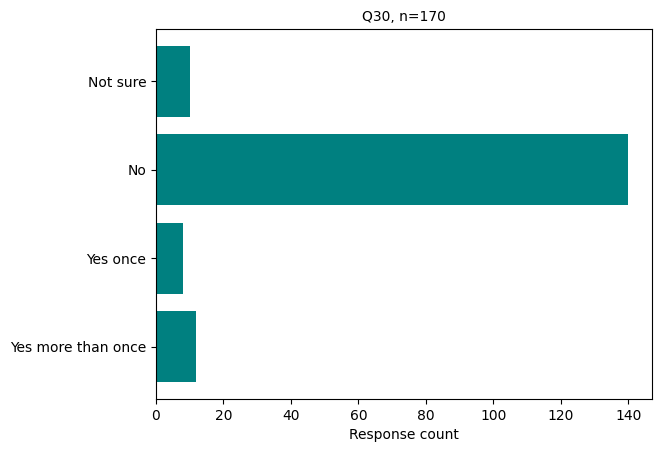 Q30, n=170
Not sure
No
Yes once
Yes more than once
0 20 40 60 80 100 120 140
Response count